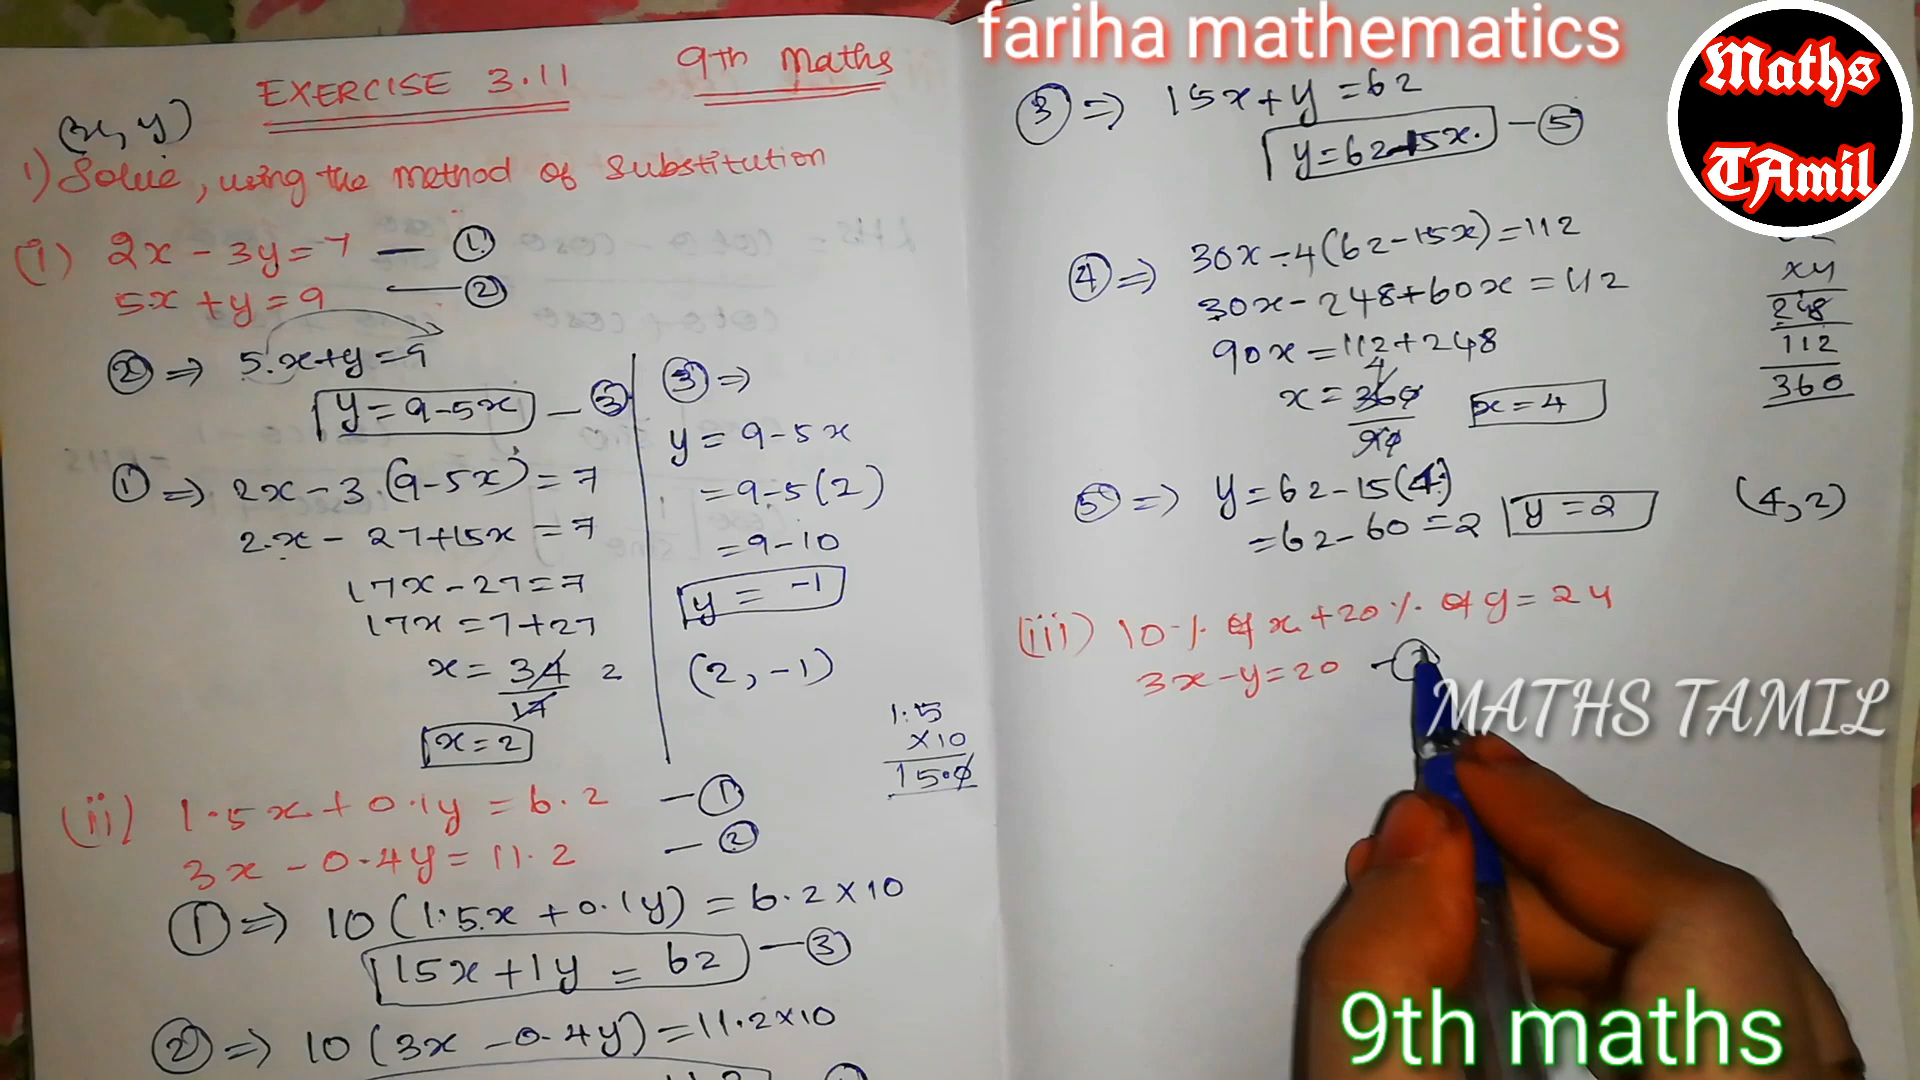 fariha mathematics
Maths
TAmil
EXERCISE 3.11
9th Maths
(x, y)
1) Solve, using the method of substitution
(i) 2x - 3y = 7 — ①
5x + y = 9 — ②
② ⇒ 5x + y = 9
y = 9 - 5x — ③
① ⇒ 2x - 3(9 - 5x) = 7
2x - 27 + 15x = 7
17x - 27 = 7
17x = 7 + 27
x = 34/17 2
x = 2
③ ⇒
y = 9 - 5x
= 9 - 5(2)
= 9 - 10
y = -1
(2, -1)
1.5
×10
15.0
(ii) 1.5x + 0.1y = 6.2 — ①
3x - 0.4y = 11.2 — ②
① ⇒ 10(1.5x + 0.1y) = 6.2 × 10
15x + 1y = 62 — ③
② ⇒ 10(3x - 0.4y) = 11.2 × 10
③ ⇒ 15x + y = 62
y = 62 - 15x. — ⑤
④ ⇒ 30x - 4(62 - 15x) = 112
30x - 248 + 60x = 112
90x = 112 + 248
x = 360/90 4
x = 4
×4
248
112
360
⑤ ⇒ y = 62 - 15(4)
= 62 - 60 = 2
y = 2
(4, 2)
(iii) 10% of x + 20% of y = 24
3x - y = 20 —
MATHS TAMIL
9th maths